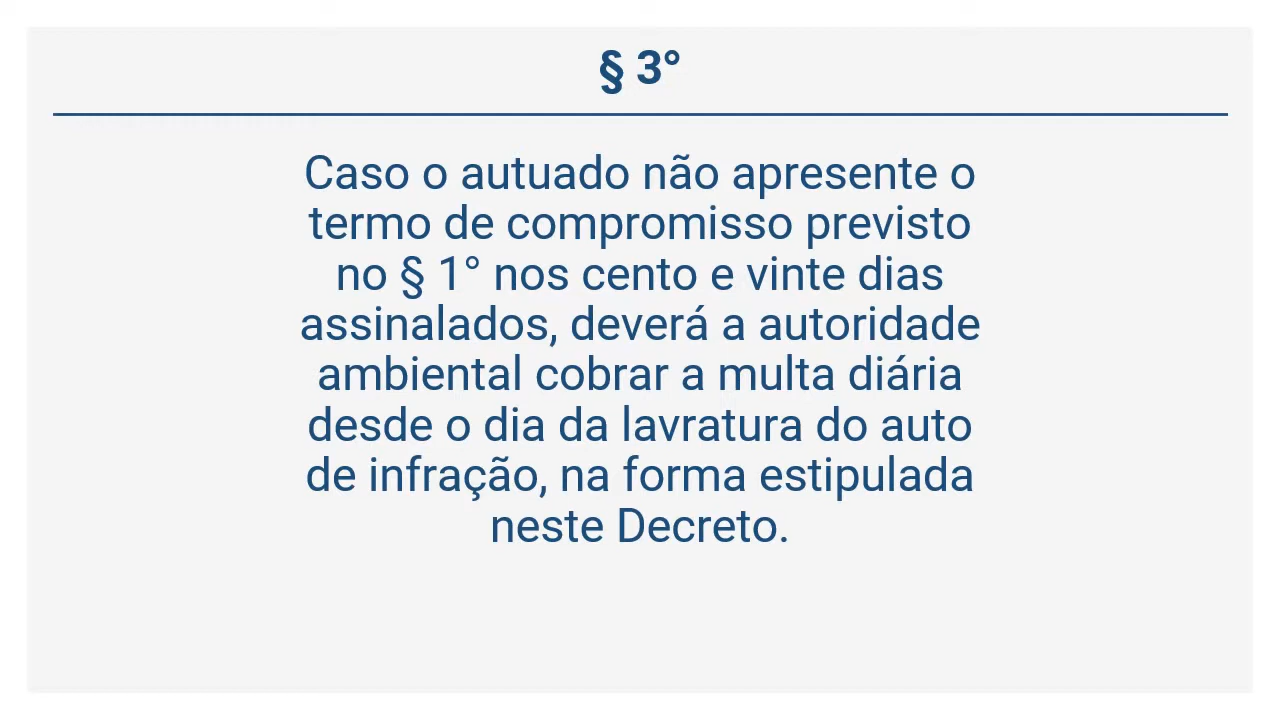 § 3°
Caso o autuado não apresente o
termo de compromisso previsto
no § 1° nos cento e vinte dias
assinalados, deverá a autoridade
ambiental cobrar a multa diária
desde o dia da lavratura do auto
de infração, na forma estipulada
neste Decreto.